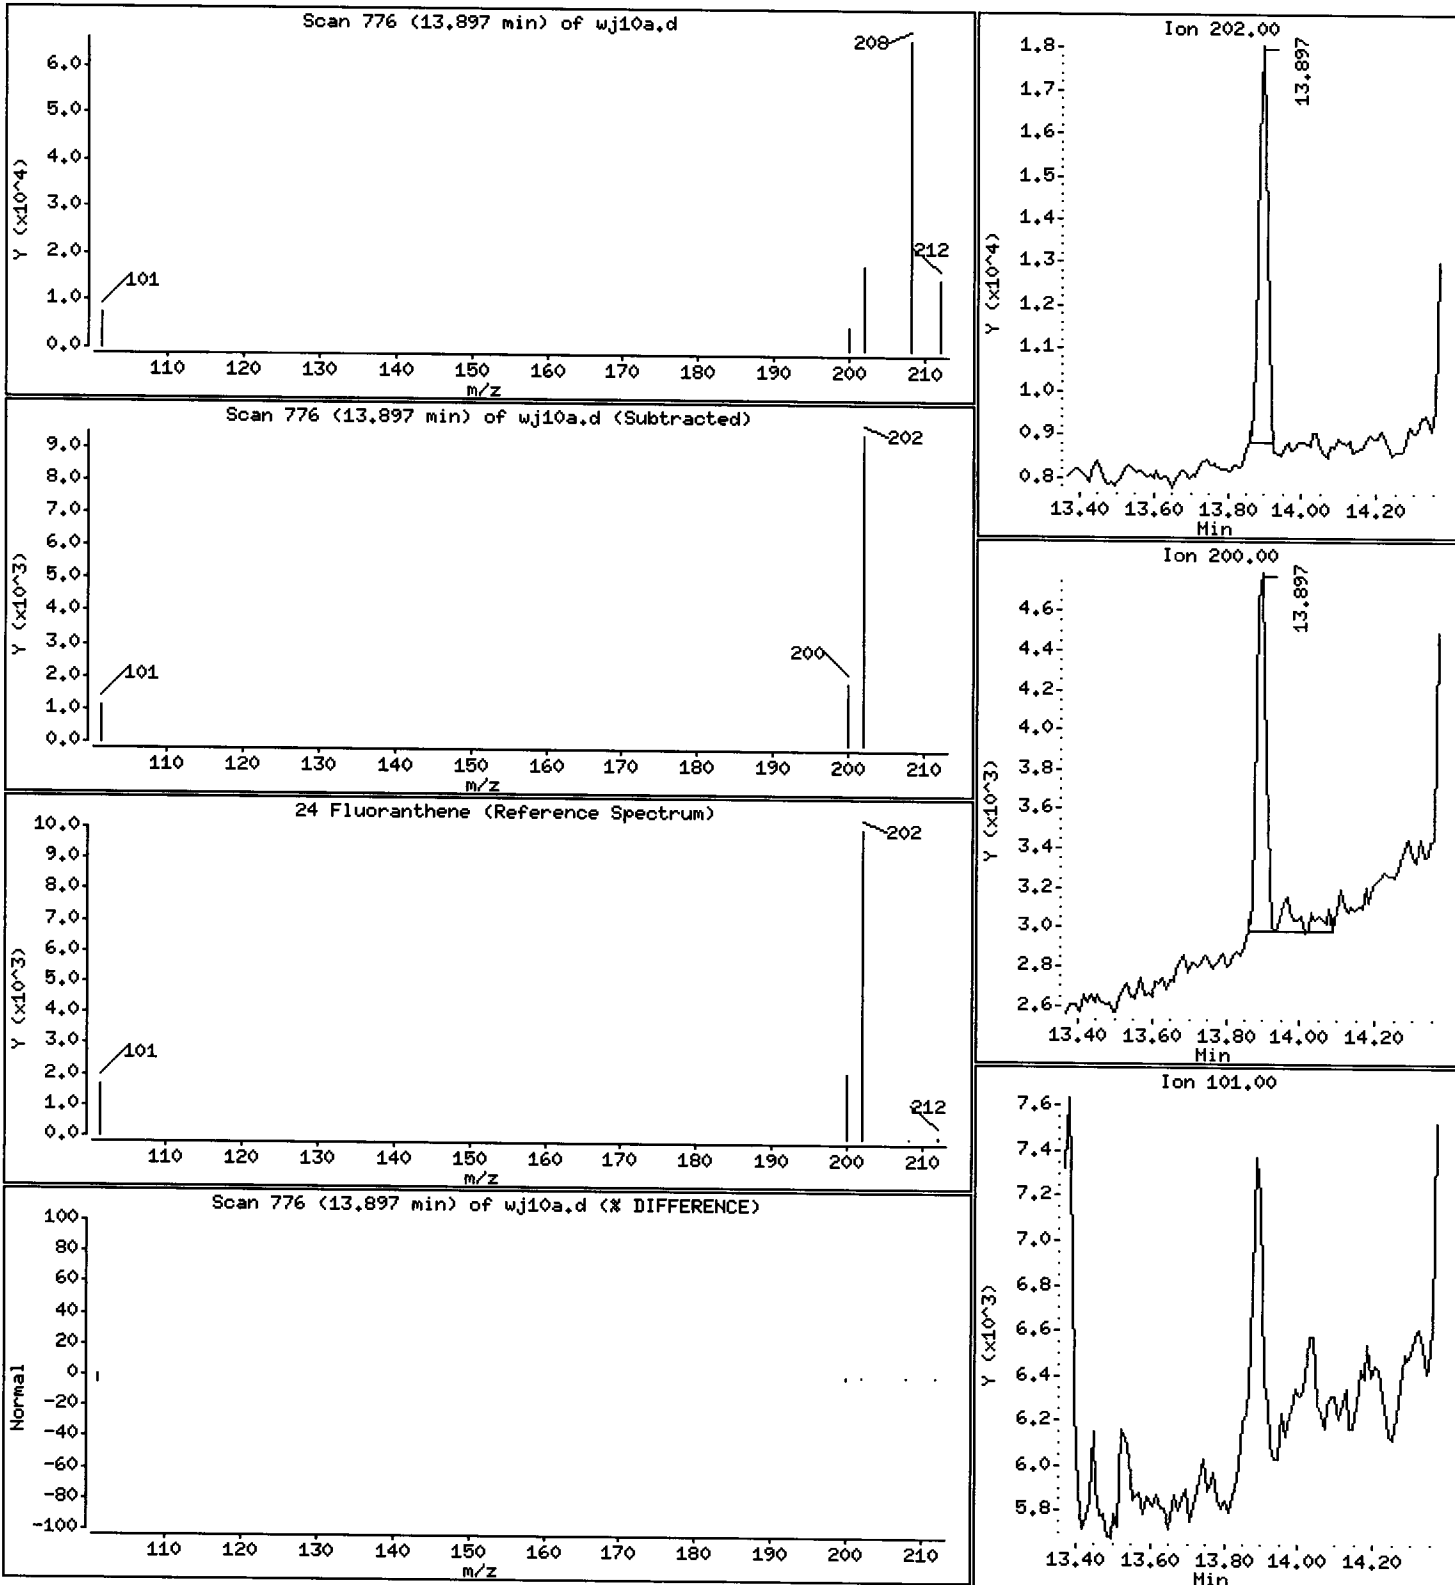 Scan 776 (13.897 min) of wj10a.d
Y (x10^4)
6.0
5.0
4.0
3.0
2.0
1.0
0.0
101
208
212
110 120 130 140 150 160 170 180 190 200 210
m/z
Scan 776 (13.897 min) of wj10a.d (Subtracted)
Y (x10^3)
9.0
8.0
7.0
6.0
5.0
4.0
3.0
2.0
1.0
0.0
101
200
202
110 120 130 140 150 160 170 180 190 200 210
m/z
24 Fluoranthene (Reference Spectrum)
Y (x10^3)
10.0
9.0
8.0
7.0
6.0
5.0
4.0
3.0
2.0
1.0
0.0
101
202
212
110 120 130 140 150 160 170 180 190 200 210
m/z
Scan 776 (13.897 min) of wj10a.d (% DIFFERENCE)
Normal
100
80
60
40
20
0
-20
-40
-60
-80
-100
110 120 130 140 150 160 170 180 190 200 210
m/z
Ion 202.00
Y (x10^4)
1.8
1.7
1.6
1.5
1.4
1.3
1.2
1.1
1.0
0.9
0.8
13.897
13.40 13.60 13.80 14.00 14.20
Min
Ion 200.00
Y (x10^3)
4.6
4.4
4.2
4.0
3.8
3.6
3.4
3.2
3.0
2.8
2.6
13.897
13.40 13.60 13.80 14.00 14.20
Min
Ion 101.00
Y (x10^3)
7.6
7.4
7.2
7.0
6.8
6.6
6.4
6.2
6.0
5.8
13.40 13.60 13.80 14.00 14.20
Min